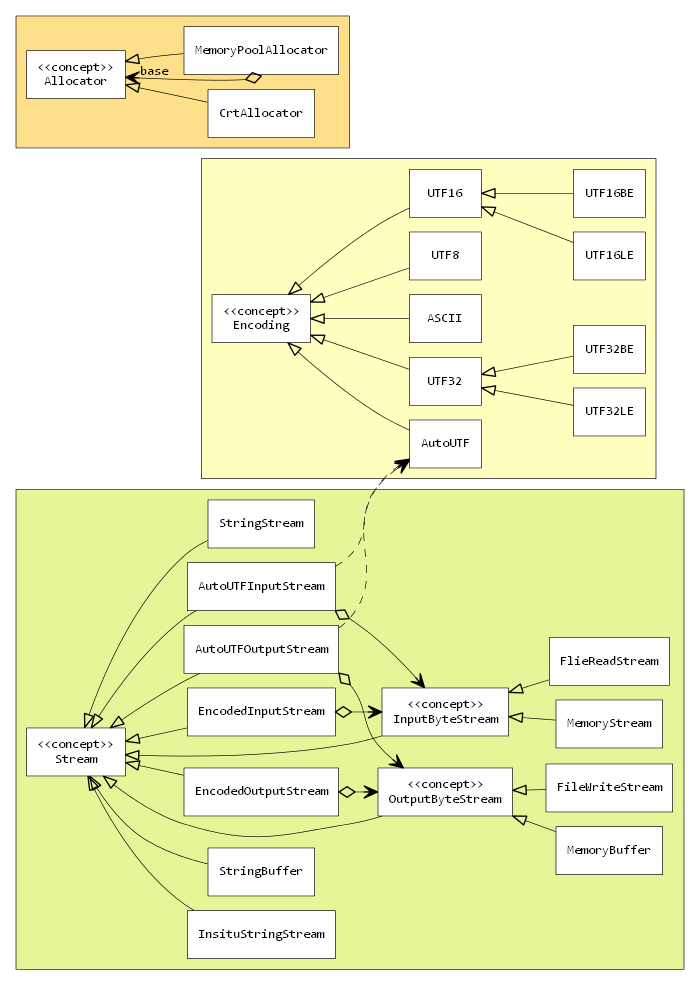 MemoryPoolAllocator
<<concept>>
Allocator
base
CrtAllocator
UTF16
UTF16BE
UTF8
UTF16LE
<<concept>>
Encoding
ASCII
UTF32BE
UTF32
UTF32LE
AutoUTF
StringStream
AutoUTFInputStream
AutoUTFOutputStream
FlieReadStream
EncodedInputStream
<<concept>>
InputByteStream
MemoryStream
<<concept>>
Stream
EncodedOutputStream
<<concept>>
OutputByteStream
FileWriteStream
MemoryBuffer
StringBuffer
InsituStringStream